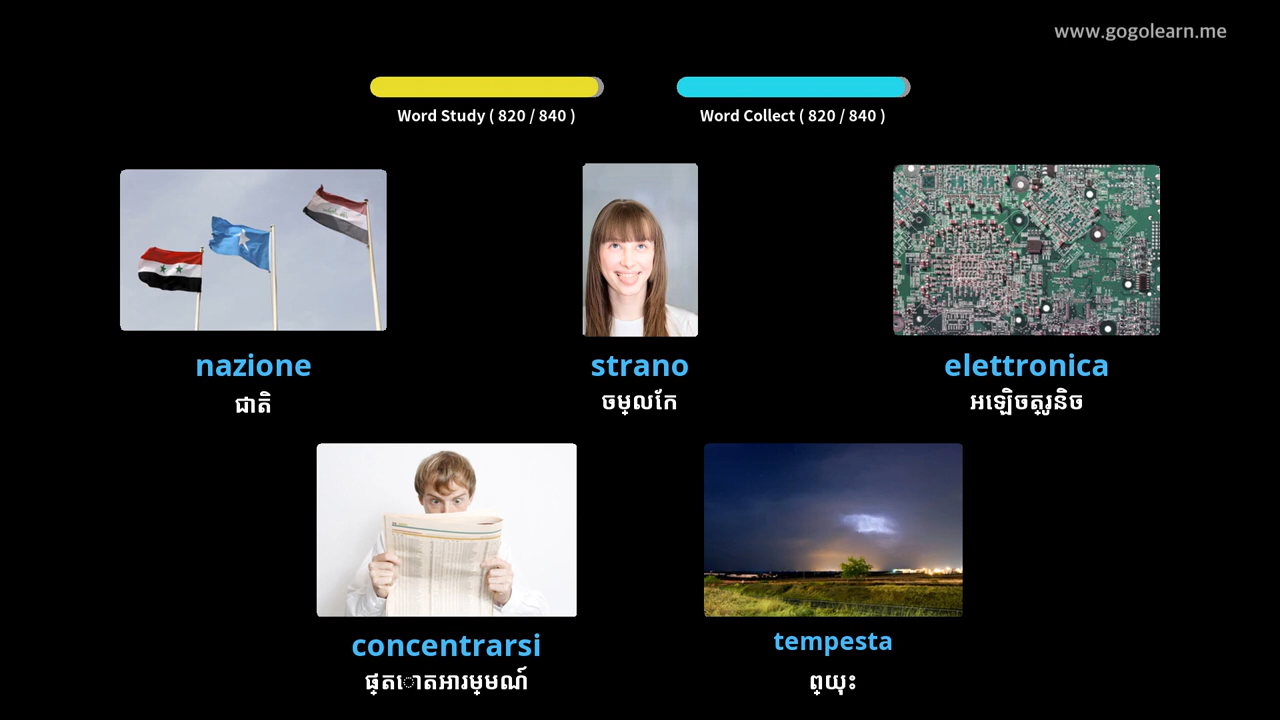 www.gogolearn.me
Word Study ( 820 / 840 )
Word Collect ( 820 / 840 )
nazione
ជាតិ
strano
ចម្លកែ
elettronica
អឡិចត្រូនិច
concentrarsi
ផ្តោតអារម្មណ៍
tempesta
ព្យុះ